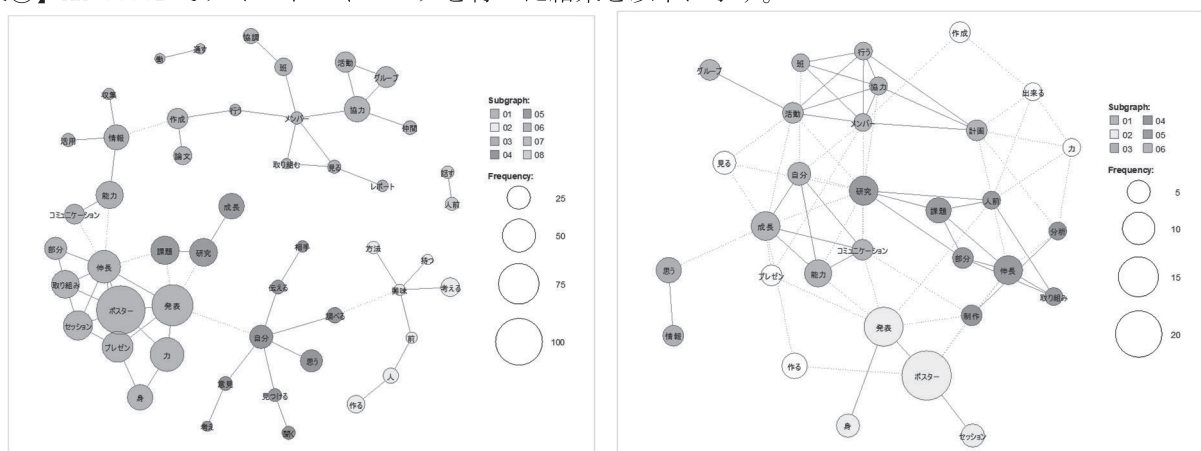 協調
通す
働
班
活動
グループ
収集
協力
行う
作成
メンバー
情報
活用
仲間
論文
取り組む
見る
レポート
話す
人前
能力
コミュニケーション
成長
部分
課題
研究
相手
方法
伸長
持つ
取り組み
伝える
考える
興味
ポスター
発表
調べる
セッション
自分
前
プレゼン
力
思う
人
意見
見つける
作る
身
考え
聞く
Subgraph:
01 05
02 06
03 07
04 08
Frequency:
25
50
75
100
作成
行う
班
グループ
協力
出来る
活動
メンバー
計画
力
見る
自分
研究
人前
課題
成長
分析
コミュニケーション
部分
思う
プレゼン
能力
伸長
取り組み
制作
発表
情報
作る
ポスター
身
セッション
Subgraph:
01 04
02 05
03 06
Frequency:
5
10
15
20